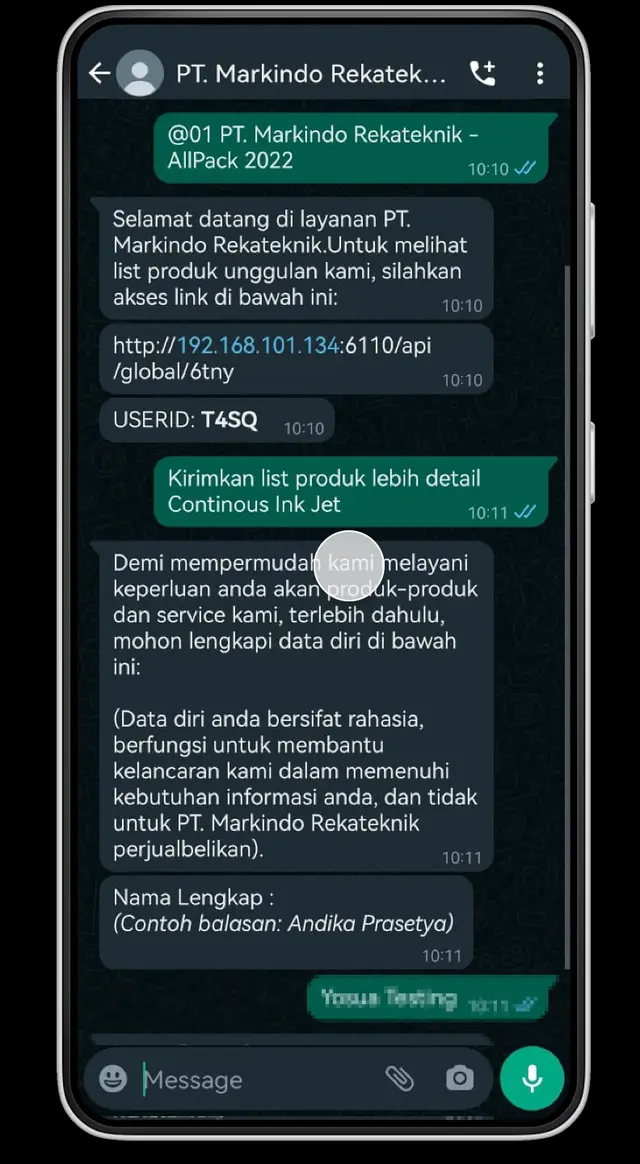 PT. Markindo Rekatek...
@01 PT. Markindo Rekateknik -
AllPack 2022
10:10
Selamat datang di layanan PT.
Markindo Rekateknik.Untuk melihat
list produk unggulan kami, silahkan
akses link di bawah ini:
10:10
http://192.168.101.134:6110/api
/global/6tny
10:10
USERID: T4SQ 10:10
Kirimkan list produk lebih detail
Continous Ink Jet
10:11
Demi mempermudah kami melayani
keperluan anda akan produk-produk
dan service kami, terlebih dahulu,
mohon lengkapi data diri di bawah
ini:
(Data diri anda bersifat rahasia,
berfungsi untuk membantu
kelancaran kami dalam memenuhi
kebutuhan informasi anda, dan tidak
untuk PT. Markindo Rekateknik
perjualbelikan).
10:11
Nama Lengkap :
(Contoh balasan: Andika Prasetya)
10:11
Yosua Testing 10:11
Message